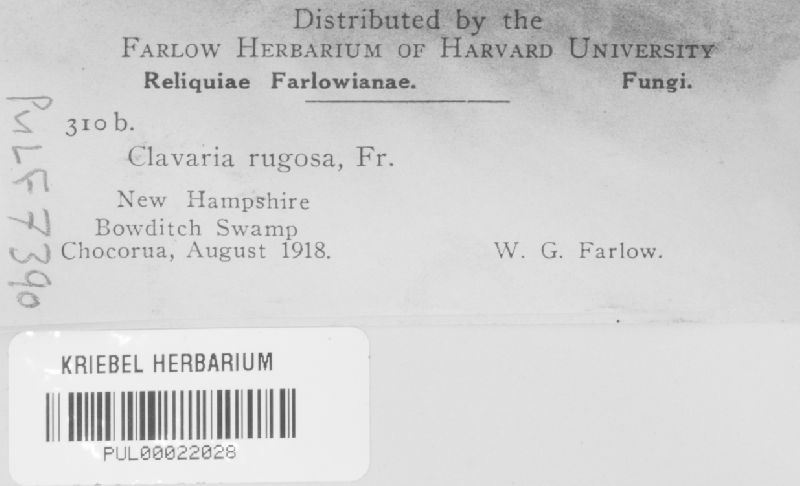 Distributed by the
FARLOW HERBARIUM OF HARVARD UNIVERSITY
Reliquiae Farlowianae. Fungi.
310 b.
Clavaria rugosa, Fr.
New Hampshire
Bowditch Swamp
Chocorua, August 1918. W. G. Farlow.
PUL F 7390
KRIEBEL HERBARIUM
PUL00022028